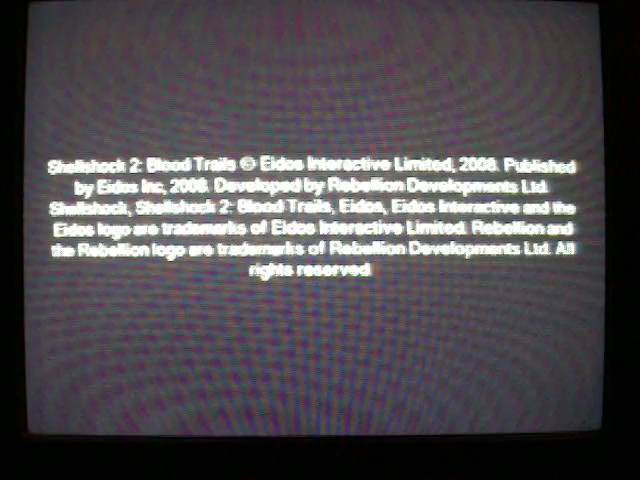 Shellshock 2: Blood Trails © Eidos Interactive Limited, 2008. Published
by Eidos Inc, 2008. Developed by Rebellion Developments Ltd.
Shellshock, Shellshock 2: Blood Trails, Eidos, Eidos Interactive and the
Eidos logo are trademarks of Eidos Interactive Limited. Rebellion and
the Rebellion logo are trademarks of Rebellion Developments Ltd. All
rights reserved.